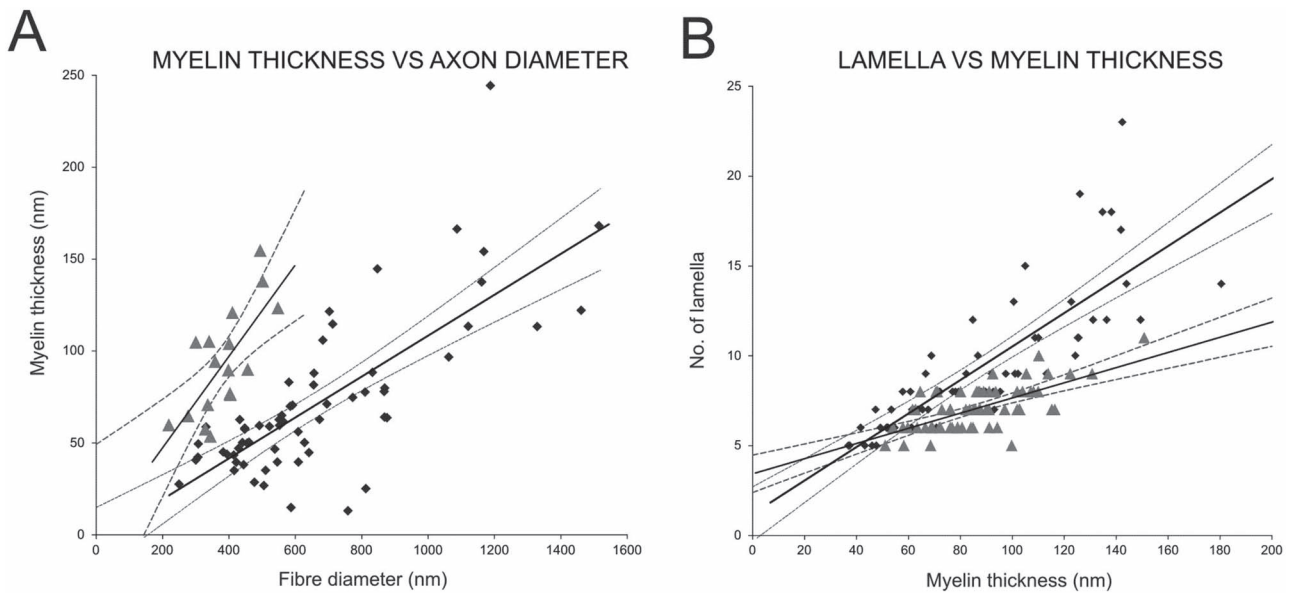 A
MYELIN THICKNESS VS AXON DIAMETER
250
200
150
100
50
0
Myelin thickness (nm)
0 200 400 600 800 1000 1200 1400 1600
Fibre diameter (nm)
B
LAMELLA VS MYELIN THICKNESS
25
20
15
10
5
0
No. of lamella
0 20 40 60 80 100 120 140 160 180 200
Myelin thickness (nm)